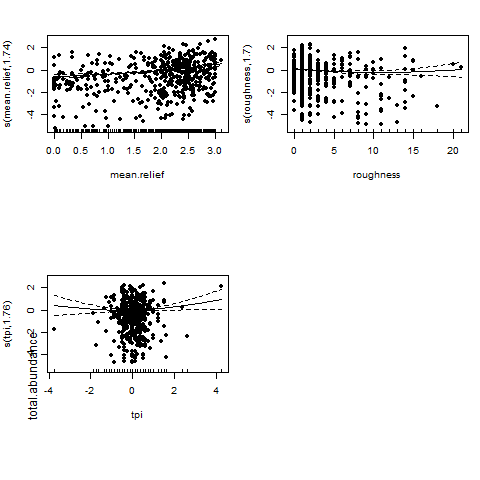 s(mean.relief,1.74)
2
0
-2
-4
0.0 0.5 1.0 1.5 2.0 2.5 3.0
mean.relief
s(roughness,1.7)
2
0
-2
-4
0 5 10 15 20
roughness
s(tpi,1.76)
2
0
-2
-4 -2 0 2 4
tpi
total.abundance